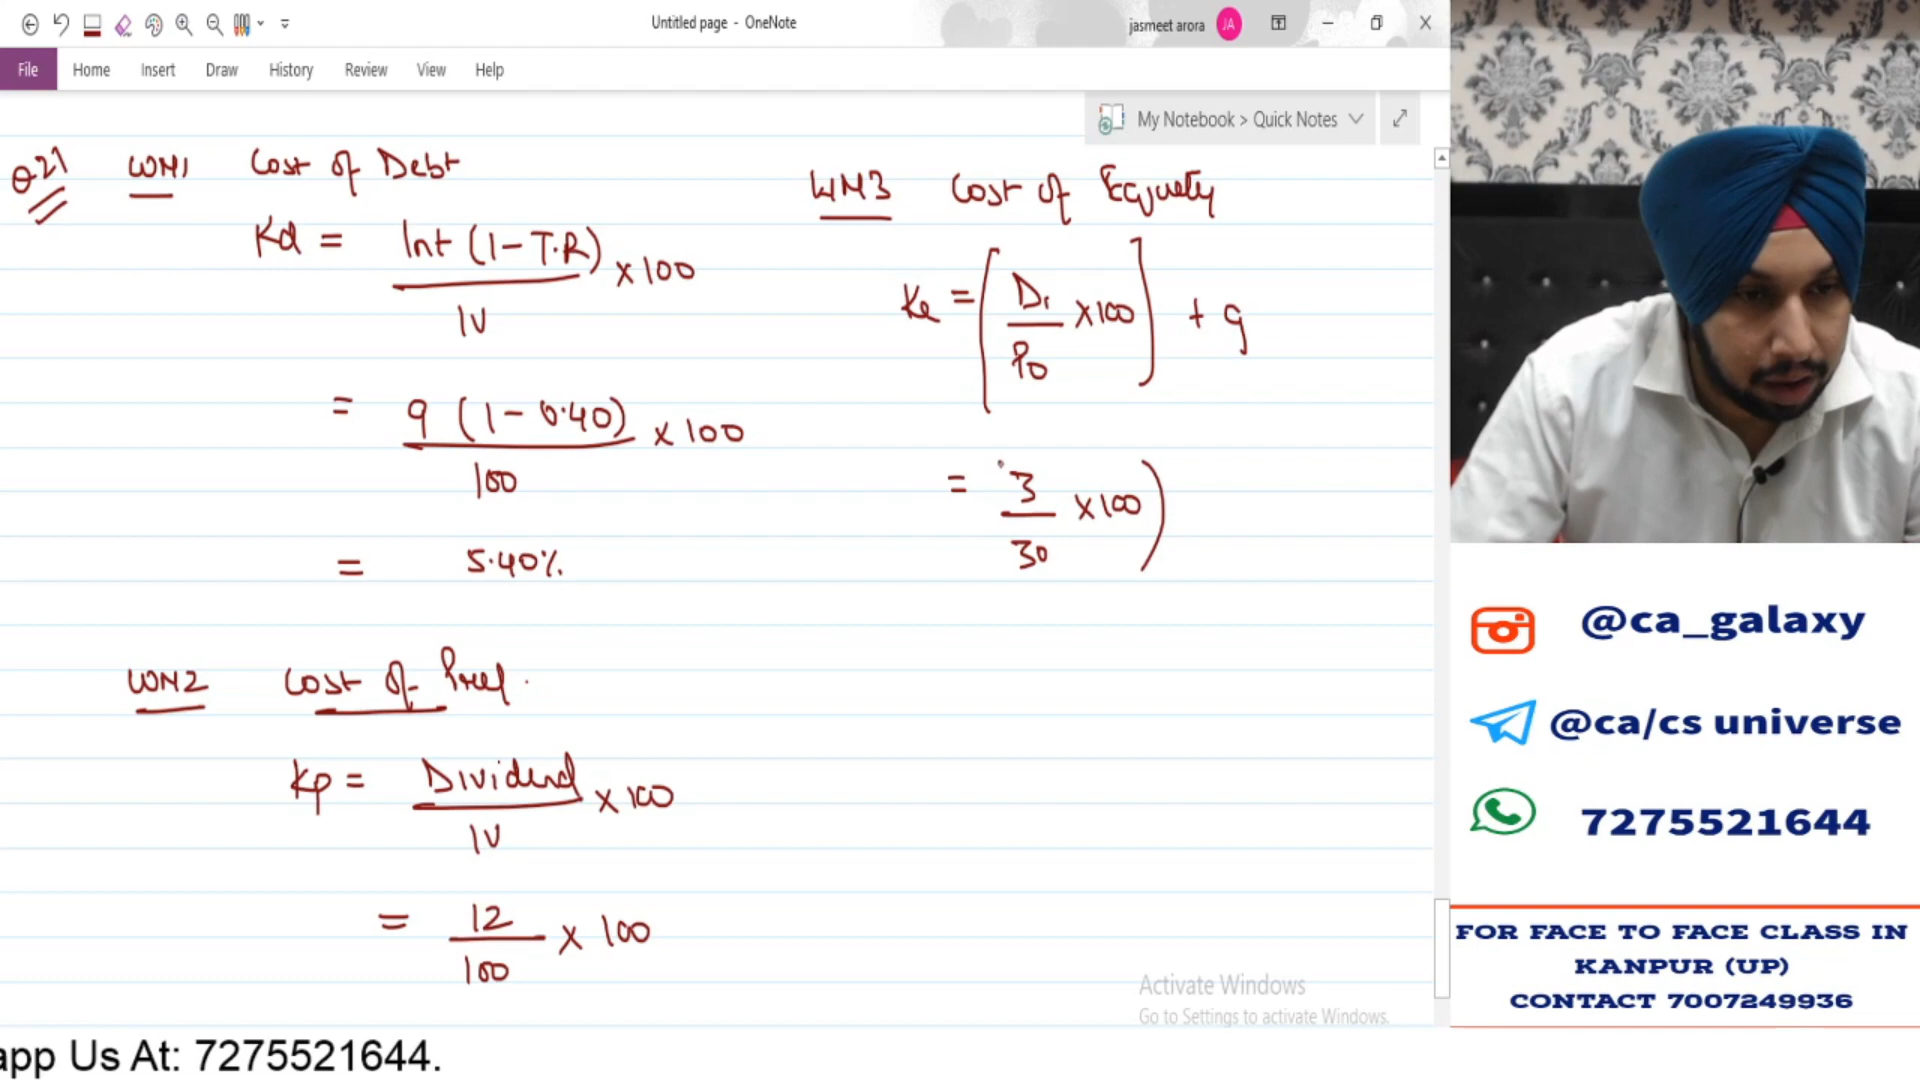 Untitled page - OneNote
jasmeet arora
JA
File Home Insert Draw History Review View Help
My Notebook > Quick Notes
Q21 WN1 Cost of Debt
Kd = Int (1 - T.R) x 100
IV
= 9 (1 - 0.40) x 100
100
= 5.40%
WN2 Cost of Pref.
Kp = Dividend x 100
IV
= 12 x 100
100
WN3 Cost of Equity
Ke = [ D1 x 100 ] + g
P0
= 3 x 100 )
30
Activate Windows
Go to Settings to activate Windows.
@ca_galaxy
@ca/cs universe
7275521644
FOR FACE TO FACE CLASS IN
KANPUR (UP)
CONTACT 7007249936
app Us At: 7275521644.